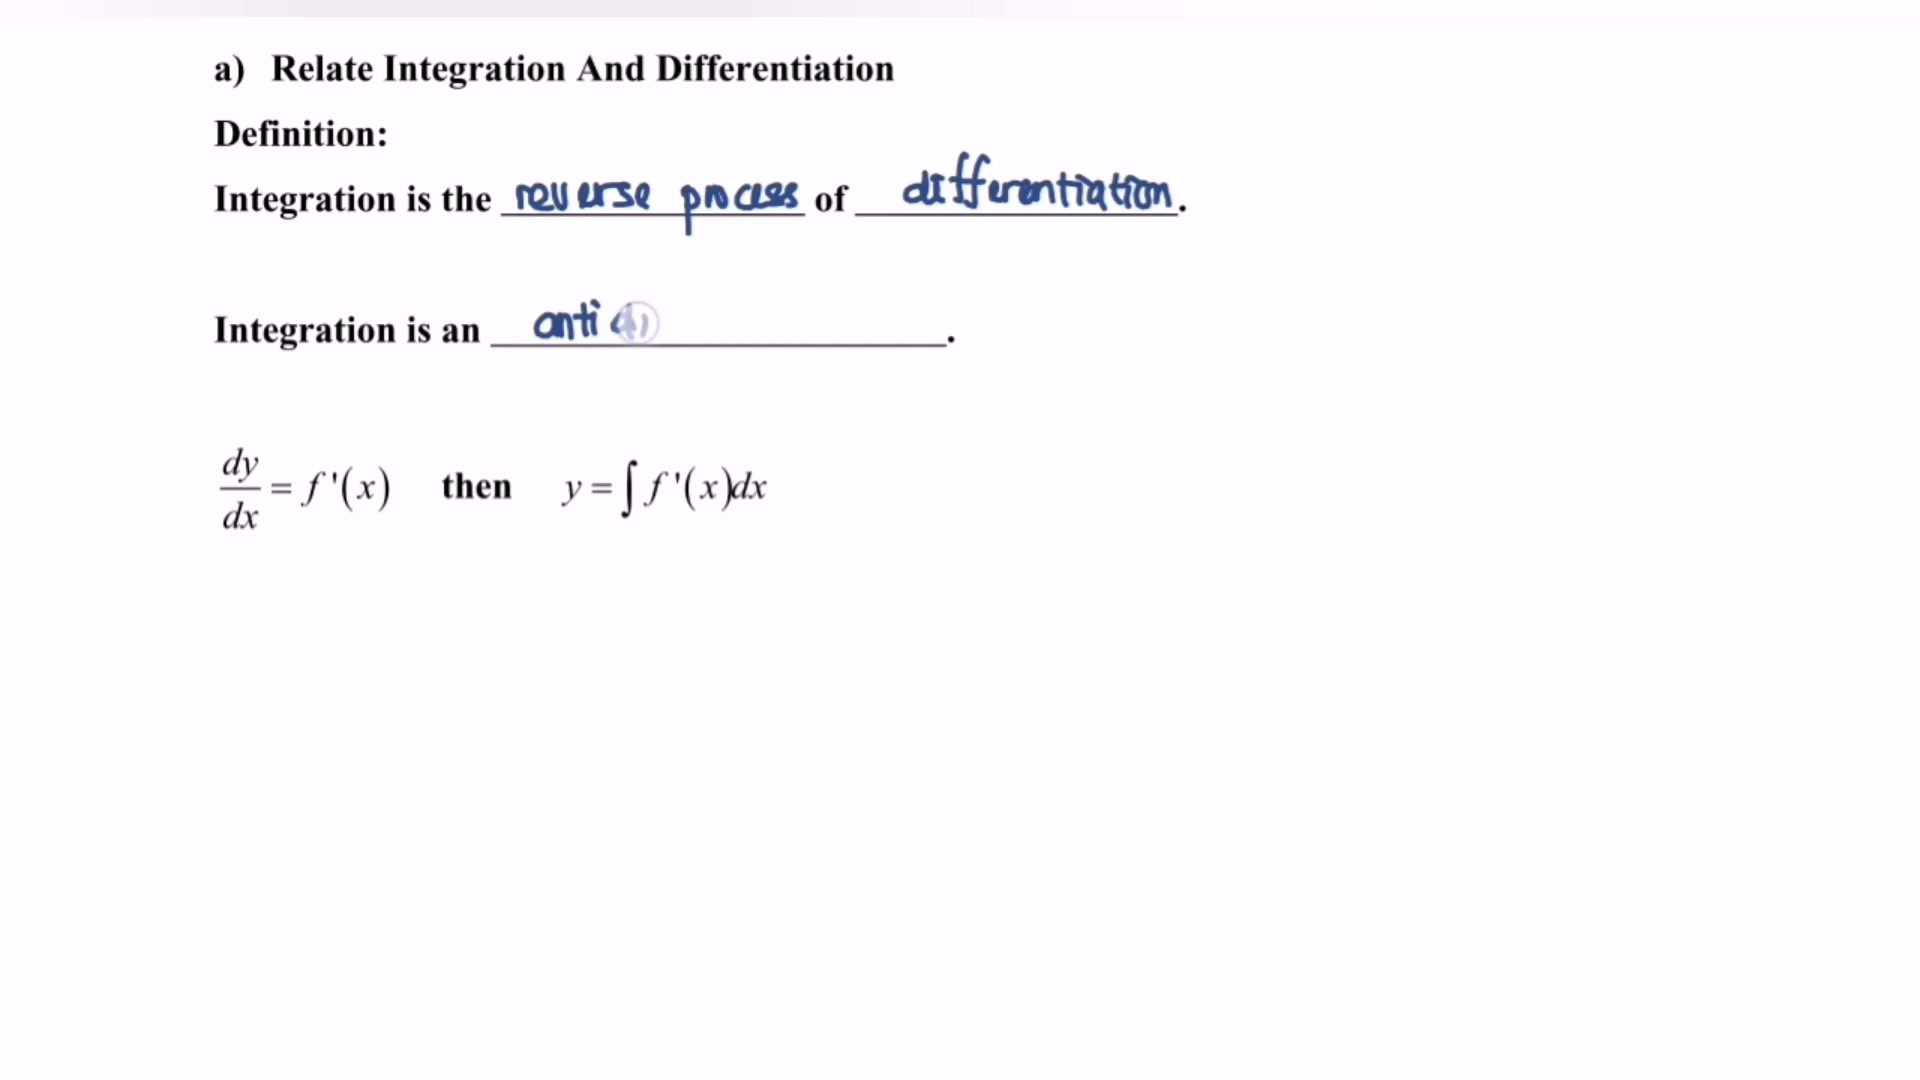 a) Relate Integration And Differentiation
Definition:
Integration is the reverse process of differentiation.
Integration is an anti di
dy/dx = f'(x) then y = ∫ f'(x)dx